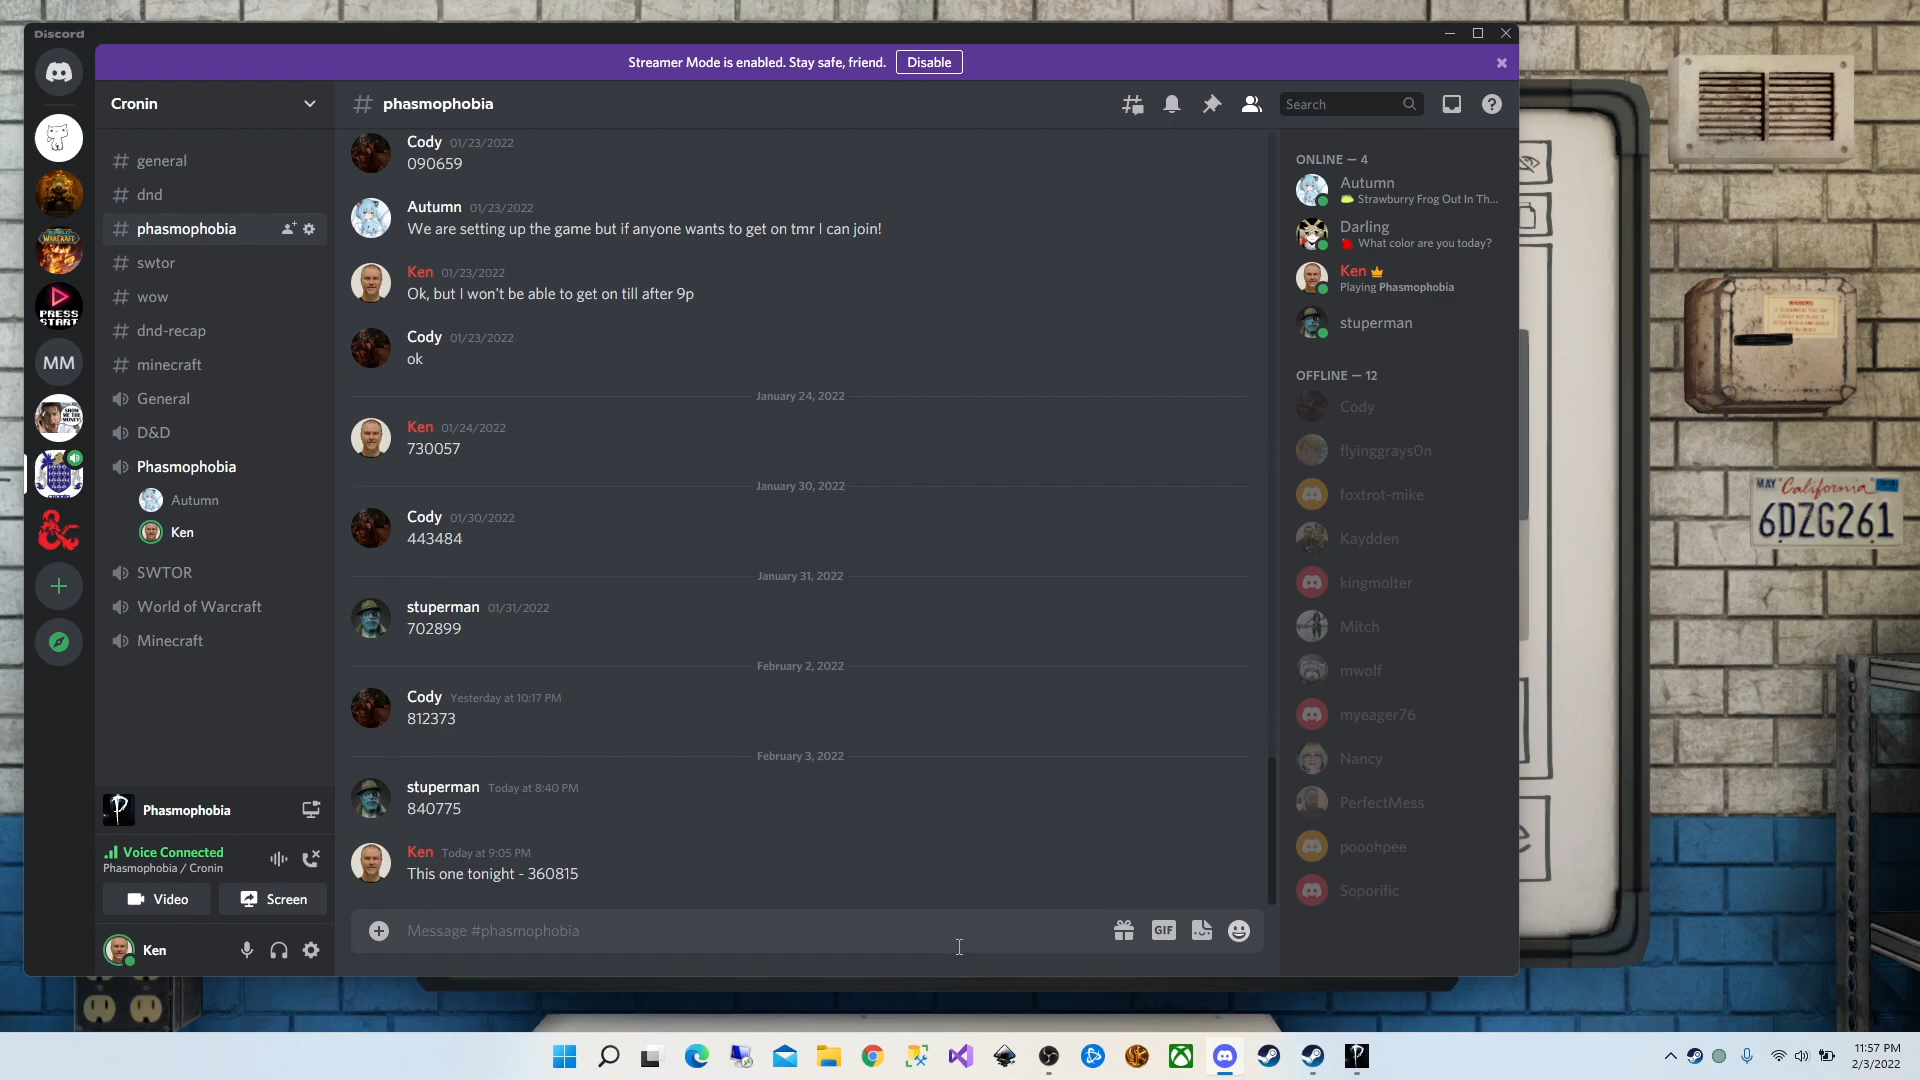 Discord
Streamer Mode is enabled. Stay safe, friend.
Disable
Cronin
phasmophobia
Search
general
dnd
phasmophobia
swtor
wow
dnd-recap
minecraft
General
D&D
Phasmophobia
Autumn
Ken
SWTOR
World of Warcraft
Minecraft
WARCRAFT
PRESS
START
MM
SHOW
ME THE
MONEY!
Phasmophobia
Voice Connected
Phasmophobia / Cronin
Video
Screen
Ken
Cody 01/23/2022
090659
Autumn 01/23/2022
We are setting up the game but if anyone wants to get on tmr I can join!
Ken 01/23/2022
Ok, but I won't be able to get on till after 9p
Cody 01/23/2022
ok
January 24, 2022
Ken 01/24/2022
730057
January 30, 2022
Cody 01/30/2022
443484
January 31, 2022
stuperman 01/31/2022
702899
February 2, 2022
Cody Yesterday at 10:17 PM
812373
February 3, 2022
stuperman Today at 8:40 PM
840775
Ken Today at 9:05 PM
This one tonight - 360815
Message #phasmophobia
GIF
ONLINE — 4
Autumn
Strawburry Frog Out In Th...
Darling
What color are you today?
Ken
Playing Phasmophobia
stuperman
OFFLINE — 12
Cody
flyinggrays0n
foxtrot-mike
Kaydden
kingmolter
Mitch
mwolf
myeager76
Nancy
PerfectMess
pooohpee
Soporific
MAY California
6DZG261
11:57 PM
2/3/2022